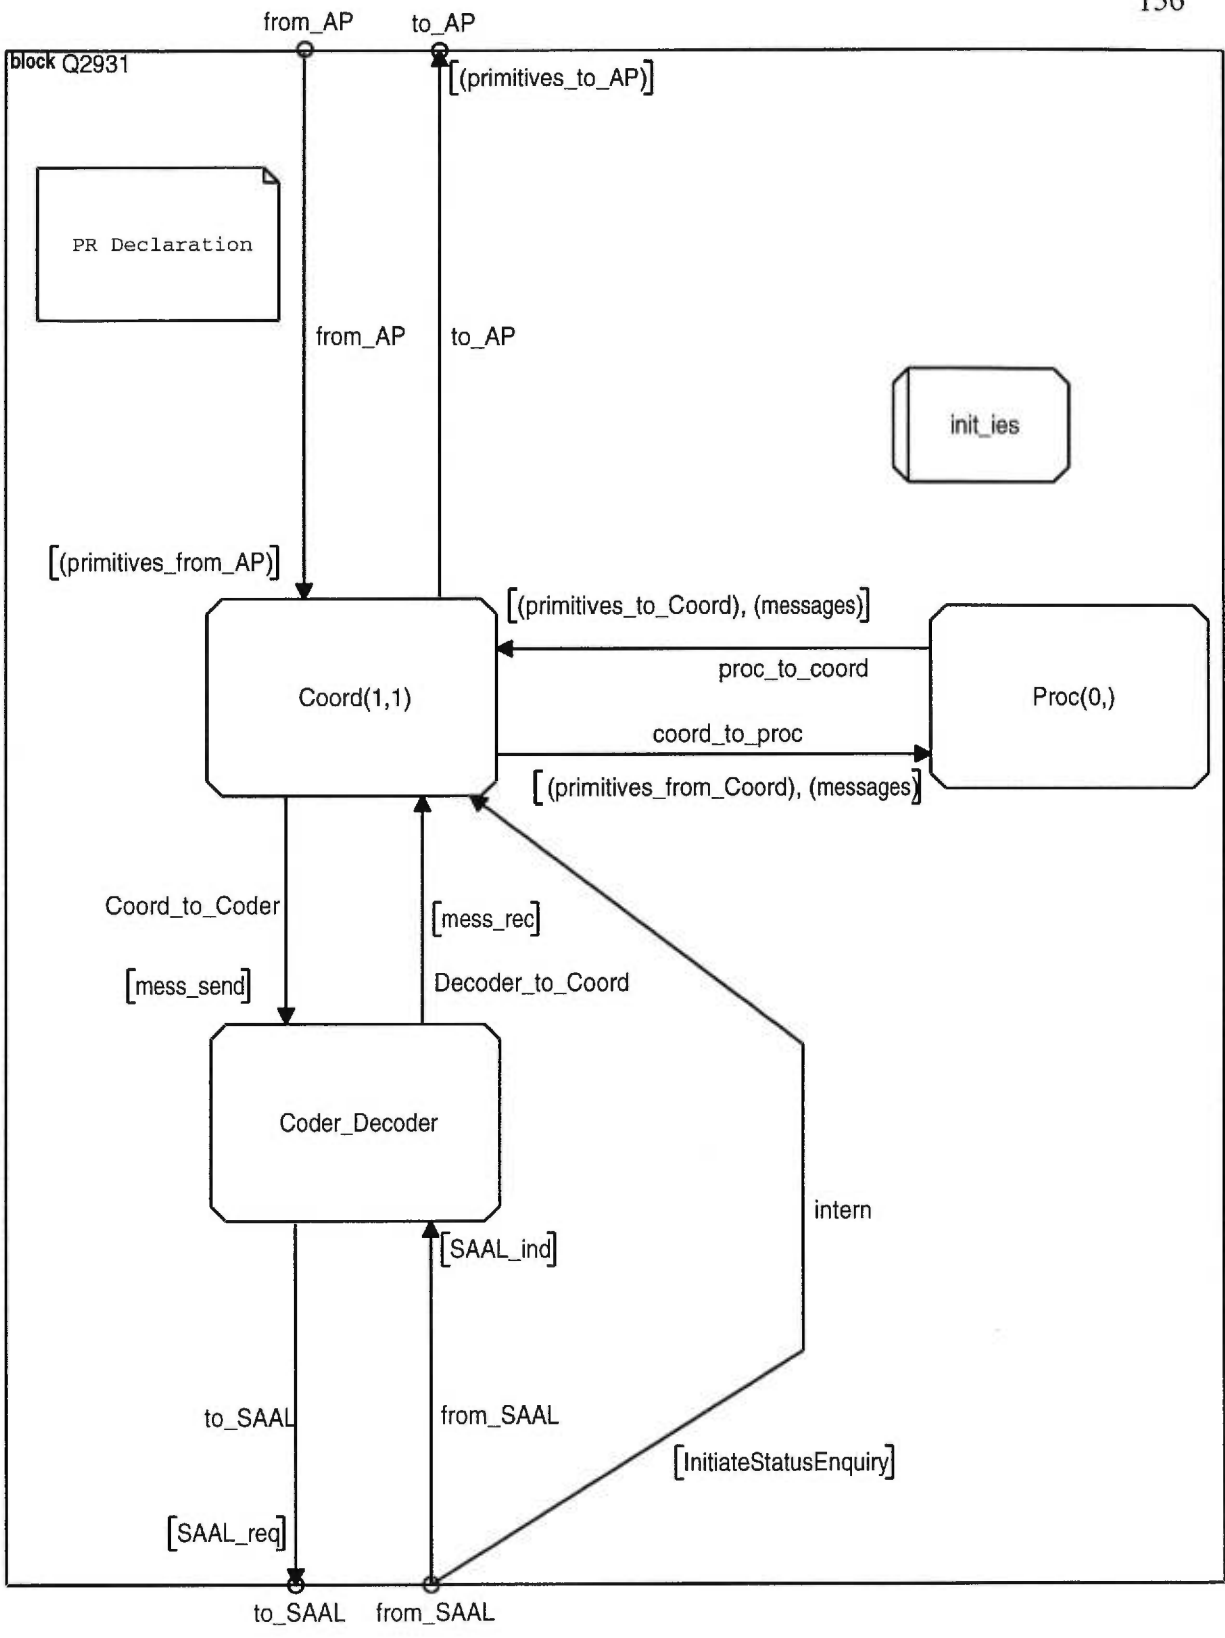 156
from_AP
to_AP
block Q2931
[(primitives_to_AP)]
PR Declaration
from_AP
to_AP
init_ies
[(primitives_from_AP)]
[(primitives_to_Coord), (messages)]
proc_to_coord
Coord(1,1)
Proc(0,)
coord_to_proc
[(primitives_from_Coord), (messages)]
Coord_to_Coder
[mess_rec]
[mess_send]
Decoder_to_Coord
Coder_Decoder
intern
[SAAL_ind]
to_SAAL
from_SAAL
[InitiateStatusEnquiry]
[SAAL_req]
to_SAAL
from_SAAL